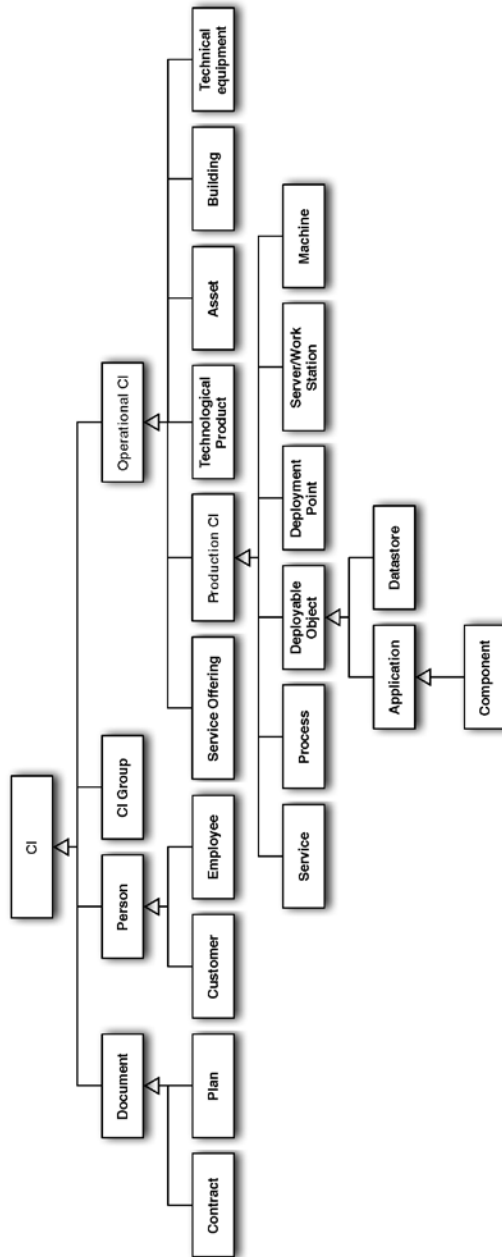 CI
Document
Person
CI Group
Operational CI
Contract
Plan
Customer
Employee
Service Offering
Production CI
Technological
Product
Asset
Building
Technical
equipment
Service
Process
Deployable
Object
Deployment
Point
Server/Work
Station
Machine
Application
Datastore
Component